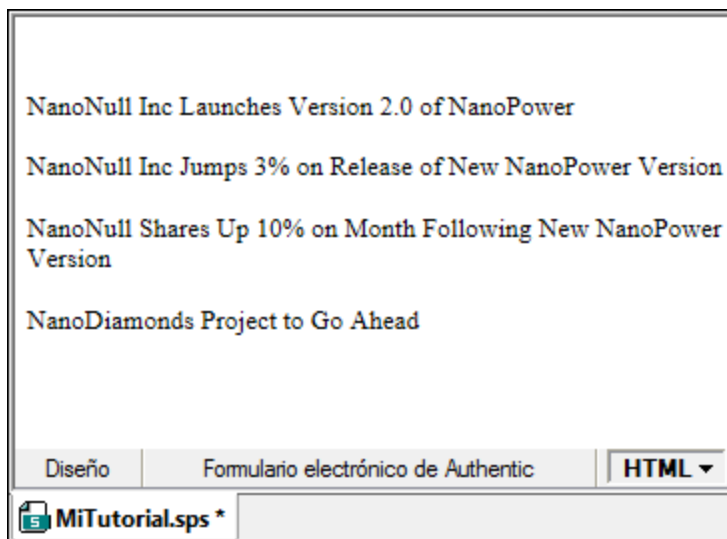 NanoNull Inc Launches Version 2.0 of NanoPower
NanoNull Inc Jumps 3% on Release of New NanoPower Version
NanoNull Shares Up 10% on Month Following New NanoPower
Version
NanoDiamonds Project to Go Ahead
Diseño Formulario electrónico de Authentic HTML
S MiTutorial.sps *